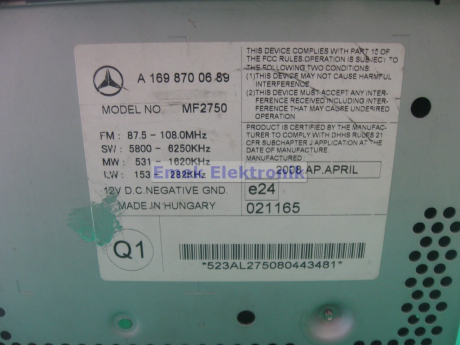 A 169 870 06 89
MODEL NO. MF2750
FM : 87.5 - 108.0MHz
SW : 5800 - 6250KHz
MW : 531 - 1620KHz
LW : 153 - 282KHz
12V D.C. NEGATIVE GND.
MADE IN HUNGARY
Q1
THIS DEVICE COMPLIES WITH PART 15 OF
THE FCC RULES.OPERATION IS SUBJECT TO
THE FOLLOWING TWO CONDITIONS:
(1)THIS DEVICE MAY NOT CAUSE HARMFUL
INTERFERENCE
(2)THIS DEVICE MUST ACCEPT ANY INTER-
FERENCE RECEIVED INCLUDING INTER-
FERENCE THAT MAY CAUSE
UNDESIRED OPERATION
PRODUCT IS CERTIFIED BY THE MANUFAC-
TURER TO COMPLY WITH DHHS RULES 21
CFR SUBCHAPTER J APPLICABLE AT THE
DATE OF MANUFACTURE.
MANUFACTURED:
2008 AP.APRIL
e24
021165
*523AL275080443481*
Emek Elektronik